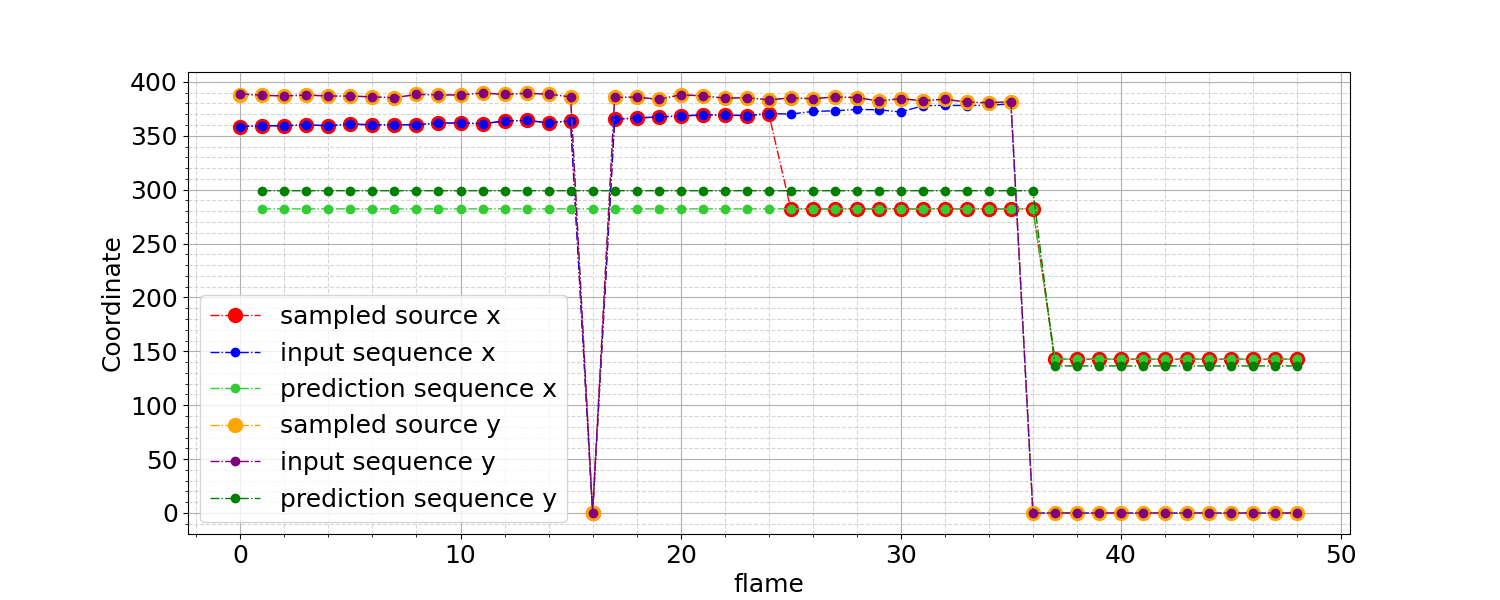 400
350
300
250
200
150
100
50
0
Coordinate
sampled source x
input sequence x
prediction sequence x
sampled source y
input sequence y
prediction sequence y
0 10 20 30 40 50
flame